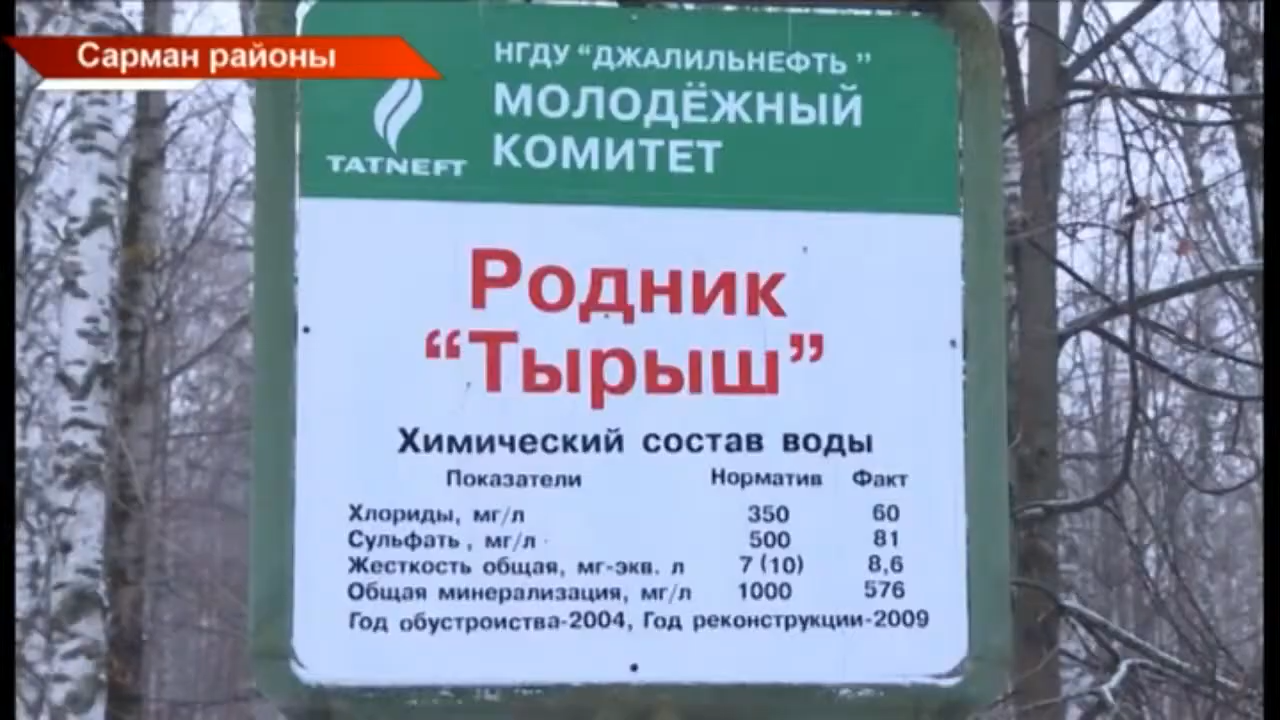 Сарман районы
НГДУ “ДЖАЛИЛЬНЕФТЬ”
МОЛОДЁЖНЫЙ
КОМИТЕТ
TATNEFT
Родник
“Тырыш”
Химический состав воды
Показатели Норматив Факт
Хлориды, мг/л 350 60
Сульфать, мг/л 500 81
Жесткость общая, мг-экв. л 7 (10) 8,6
Общая минерализация, мг/л 1000 576
Год обустроиства-2004, Год реконструкции-2009